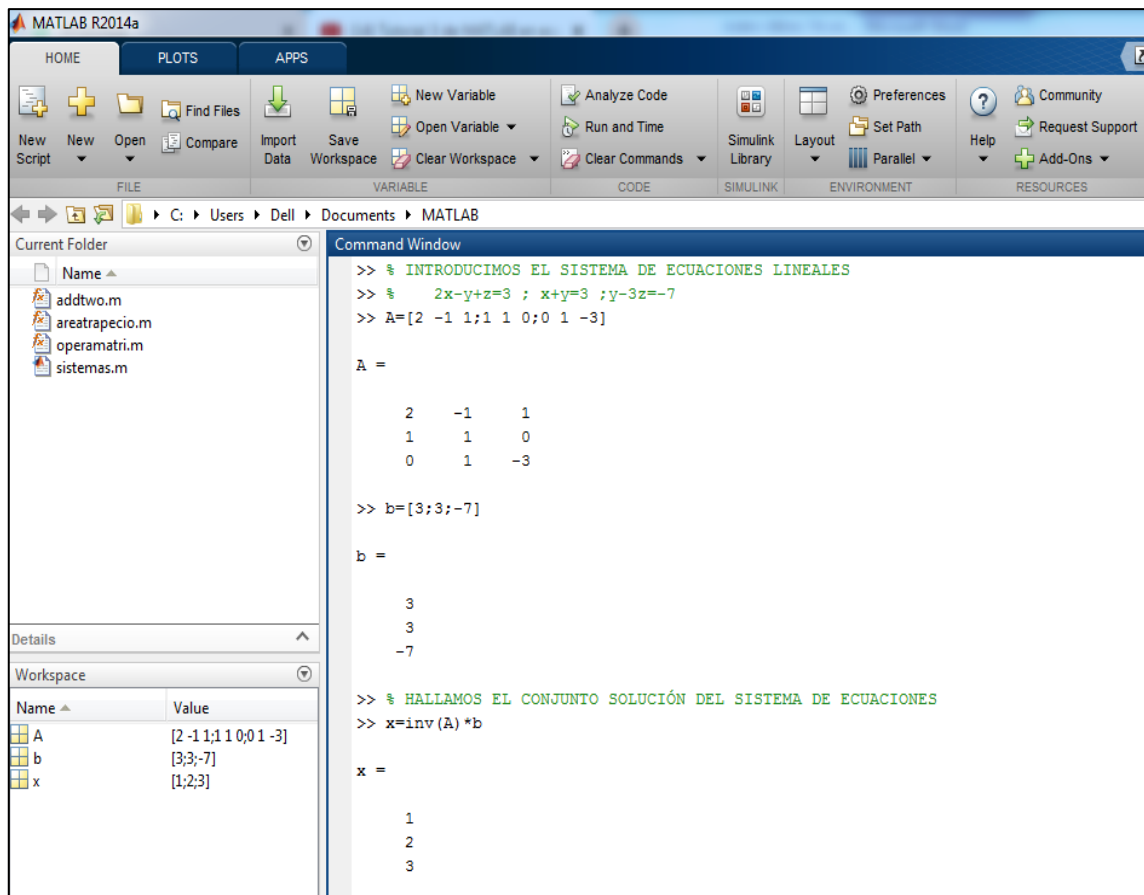 MATLAB R2014a
HOME PLOTS APPS
New Script
New
Open
Find Files
Compare
Import Data
Save Workspace
New Variable
Open Variable
Clear Workspace
Analyze Code
Run and Time
Clear Commands
Simulink Library
Layout
Preferences
Set Path
Parallel
Help
Community
Request Support
Add-Ons
FILE VARIABLE CODE SIMULINK ENVIRONMENT RESOURCES
C: Users Dell Documents MATLAB
Current Folder
Name
addtwo.m
areatrapecio.m
operamatri.m
sistemas.m
Details
Workspace
Name Value
A [2 -1 1;1 1 0;0 1 -3]
b [3;3;-7]
x [1;2;3]
Command Window
>> % INTRODUCIMOS EL SISTEMA DE ECUACIONES LINEALES
>> % 2x-y+z=3 ; x+y=3 ;y-3z=-7
>> A=[2 -1 1;1 1 0;0 1 -3]
A =
2 -1 1
1 1 0
0 1 -3
>> b=[3;3;-7]
b =
3
3
-7
>> % HALLAMOS EL CONJUNTO SOLUCIÓN DEL SISTEMA DE ECUACIONES
>> x=inv(A)*b
x =
1
2
3